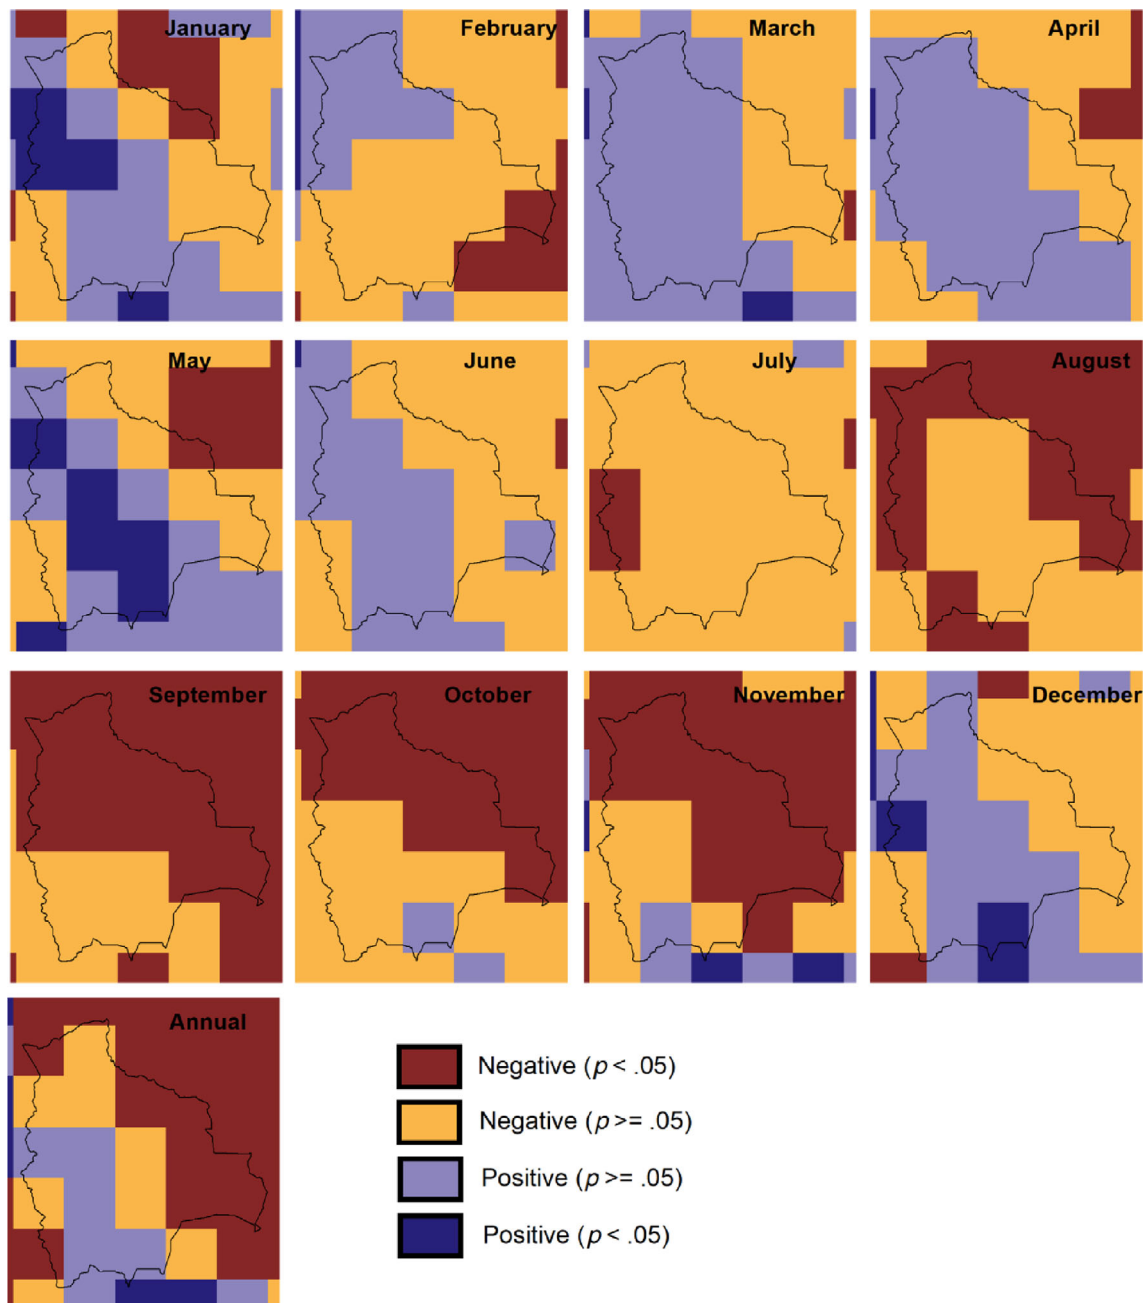 January
February
March
April
May
June
July
August
September
October
November
December
Annual
Negative (p < .05)
Negative (p >= .05)
Positive (p >= .05)
Positive (p < .05)